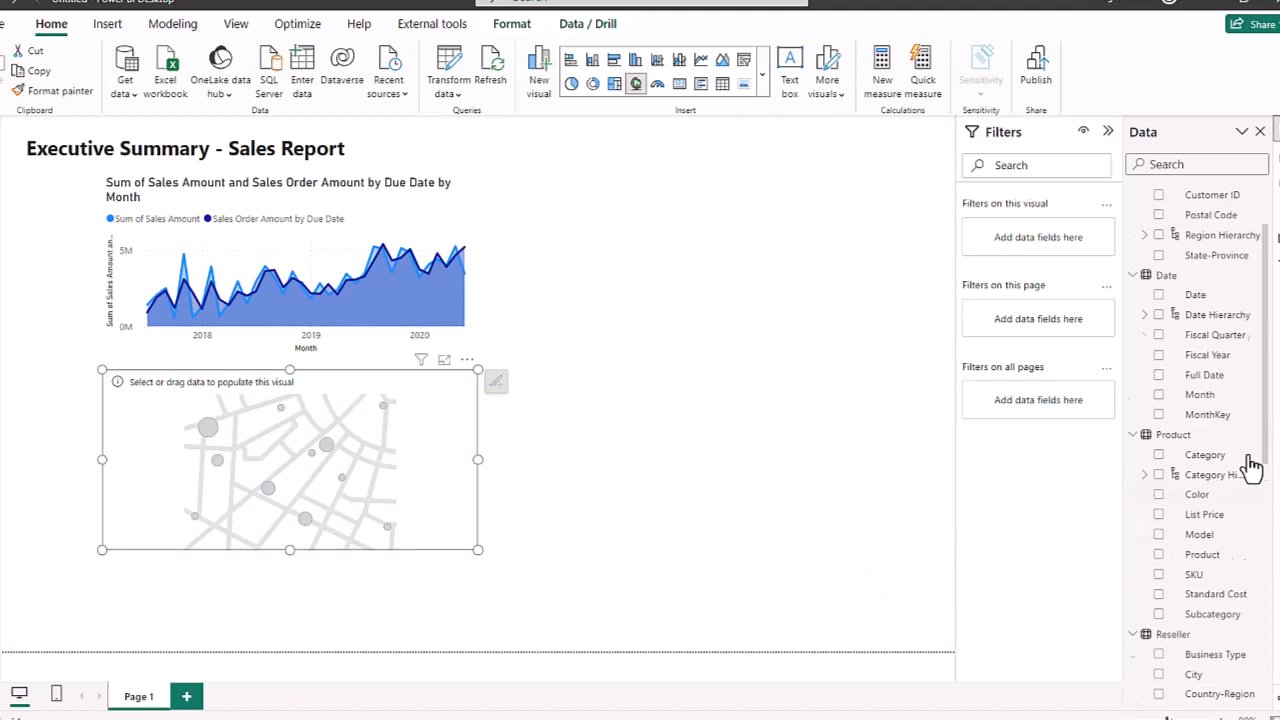 Home Insert Modeling View Optimize Help External tools Format Data / Drill
Share
Cut
Copy
Format painter
Clipboard
Get data
Excel workbook
OneLake data hub
SQL Server
Enter data
Dataverse
Recent sources
Data
Transform data
Refresh
Queries
New visual
Text box
More visuals
Insert
New measure
Quick measure
Calculations
Sensitivity
Sensitivity
Publish
Share
Executive Summary - Sales Report
Sum of Sales Amount and Sales Order Amount by Due Date by
Month
Sum of Sales Amount Sales Order Amount by Due Date
Sum of Sales Amount an...
5M
0M
2018 2019 2020
Month
Select or drag data to populate this visual
Filters
Search
Filters on this visual ...
Add data fields here
Filters on this page ...
Add data fields here
Filters on all pages ...
Add data fields here
Data
Search
Customer ID
Postal Code
Region Hierarchy
State-Province
Date
Date
Date Hierarchy
Fiscal Quarter
Fiscal Year
Full Date
Month
MonthKey
Product
Category
Category Hi...
Color
List Price
Model
Product
SKU
Standard Cost
Subcategory
Reseller
Business Type
City
Country-Region
Page 1